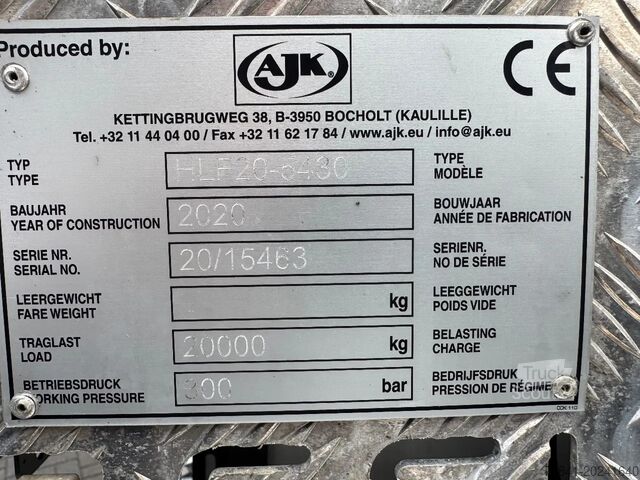 Produced by:
AJK ®
CE
KETTINGBRUGWEG 38, B-3950 BOCHOLT (KAULILLE)
Tel. +32 11 44 04 00 / Fax +32 11 62 17 84 / www.ajk.eu / info@ajk.eu
TYP
TYPE
HLF20-6430
TYPE
MODÈLE
BAUJAHR
YEAR OF CONSTRUCTION
2020
BOUWJAAR
ANNÉE DE FABRICATION
SERIE NR.
SERIAL NO.
20/15463
SERIENR.
NO DE SÉRIE
LEERGEWICHT
FARE WEIGHT
kg
LEEGGEWICHT
POIDS VIDE
TRAGLAST
LOAD
20000 kg
BELASTING
CHARGE
BETRIEBSDRUCK
WORKING PRESSURE
300 bar
BEDRIJFSDRUK
PRESSION DE RÉGIME
Truck
Scout